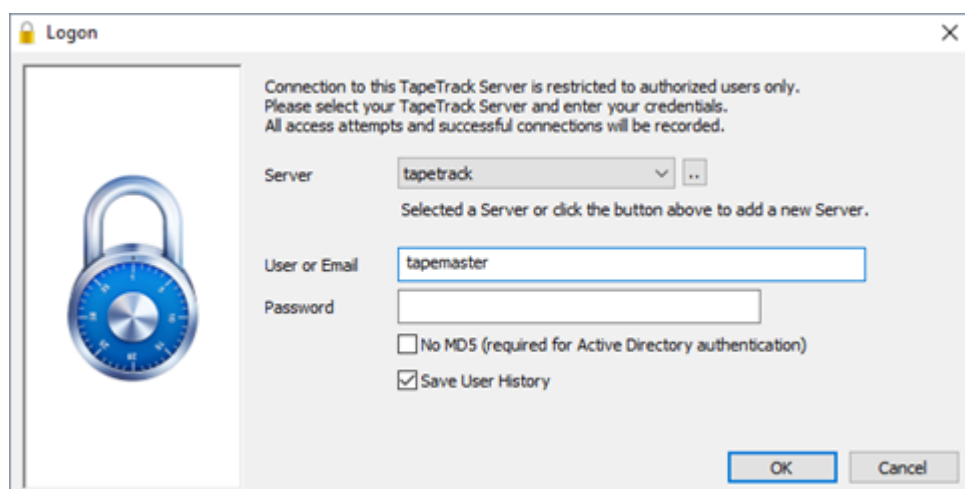 Logon
Connection to this TapeTrack Server is restricted to authorized users only.
Please select your TapeTrack Server and enter your credentials.
All access attempts and successful connections will be recorded.
Server tapetrack ..
Selected a Server or click the button above to add a new Server.
User or Email tapemaster
Password
No MD5 (required for Active Directory authentication)
Save User History
OK Cancel